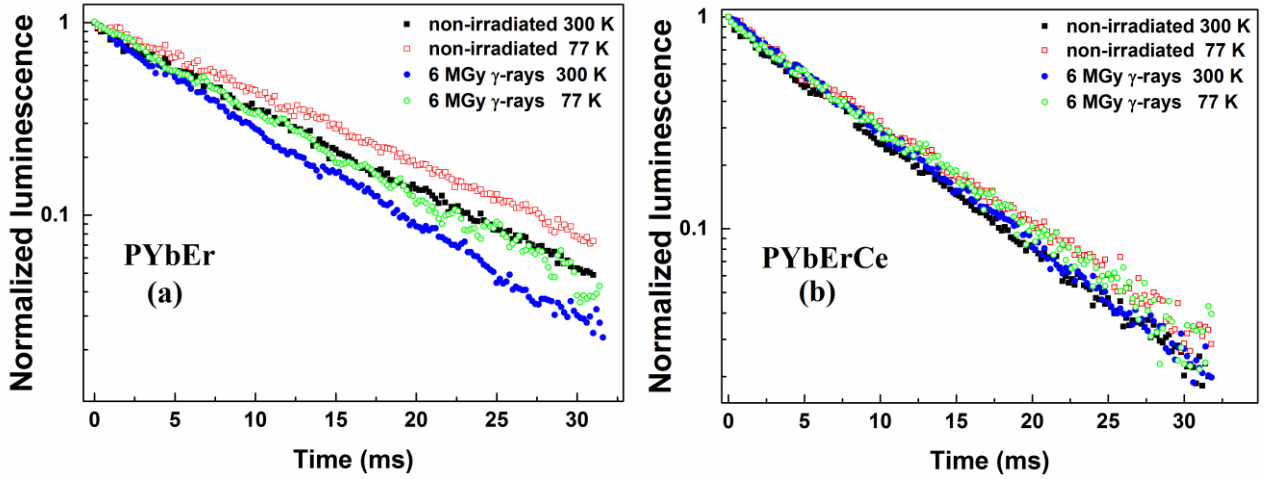 (a)
Normalized luminescence
1
0.1
non-irradiated 300 K
non-irradiated 77 K
6 MGy γ-rays 300 K
6 MGy γ-rays 77 K
PYbEr
(a)
0 5 10 15 20 25 30
Time (ms)
(b)
Normalized luminescence
1
0.1
non-irradiated 300 K
non-irradiated 77 K
6 MGy γ-rays 300 K
6 MGy γ-rays 77 K
PYbErCe
(b)
0 5 10 15 20 25 30
Time (ms)